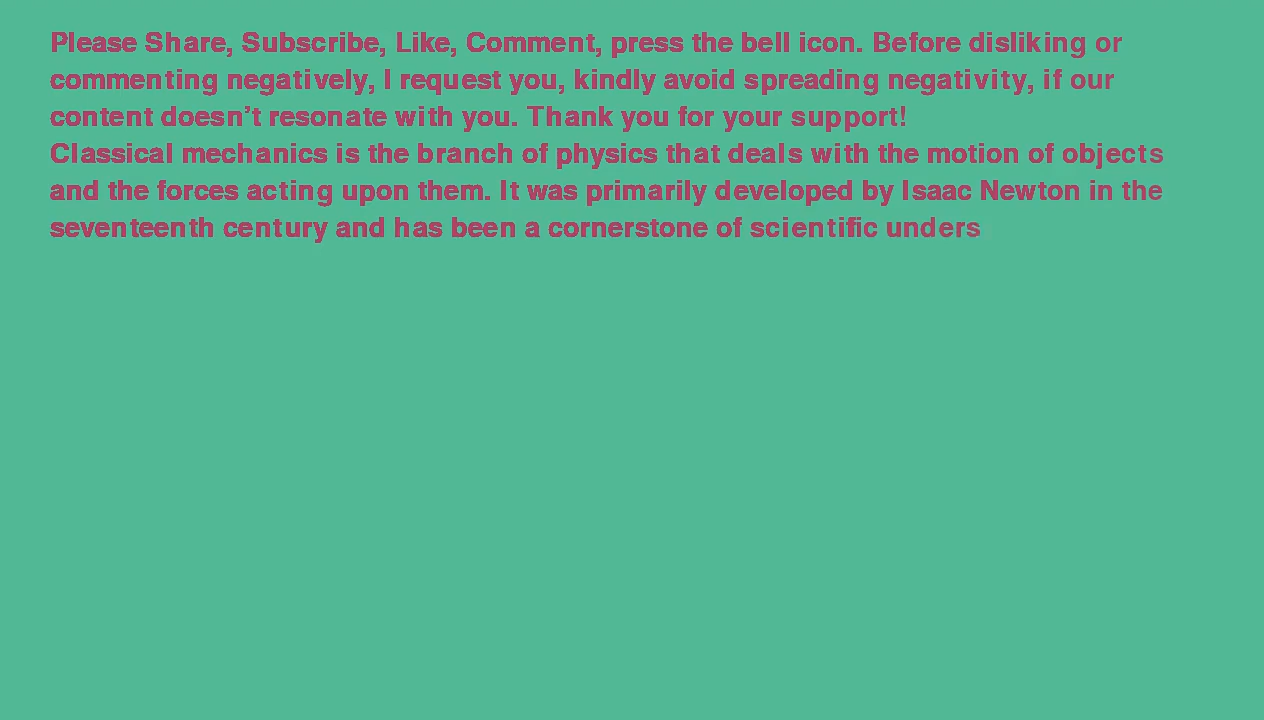 Please Share, Subscribe, Like, Comment, press the bell icon. Before disliking or
commenting negatively, I request you, kindly avoid spreading negativity, if our
content doesn’t resonate with you. Thank you for your support!
Classical mechanics is the branch of physics that deals with the motion of objects
and the forces acting upon them. It was primarily developed by Isaac Newton in the
seventeenth century and has been a cornerstone of scientific unders